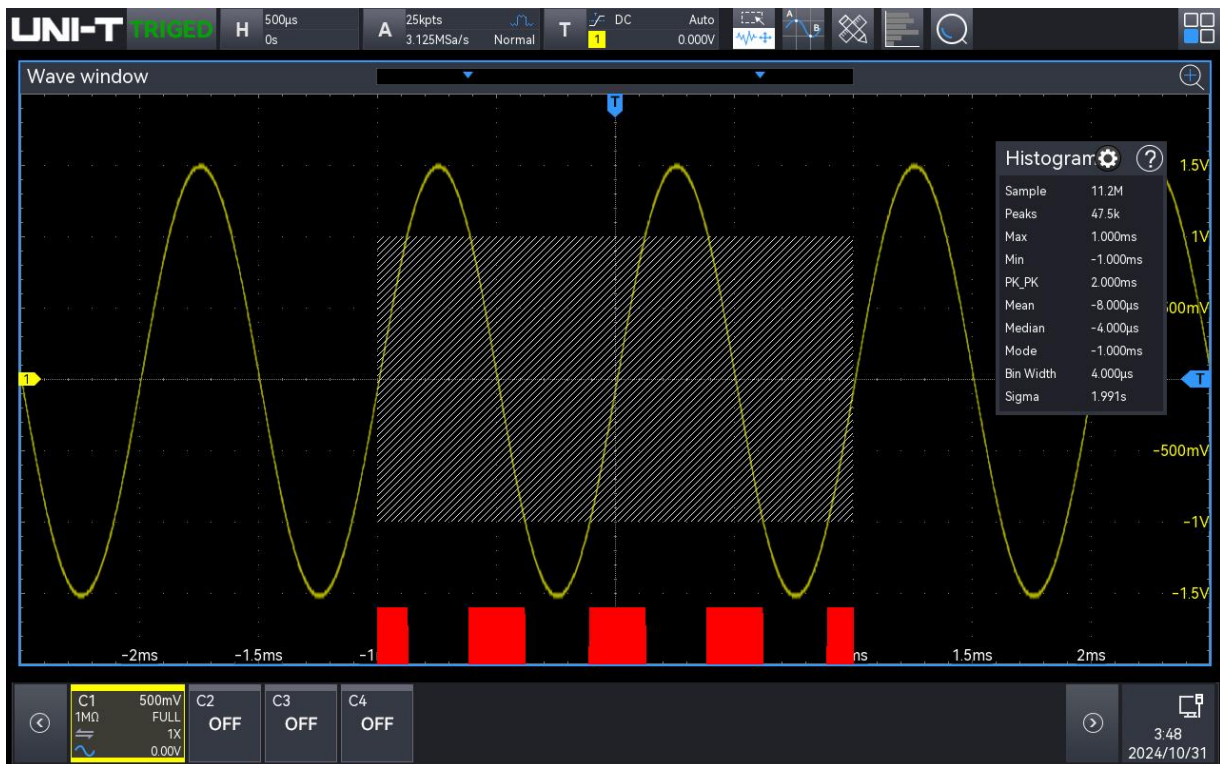 UNI-T TRIGED H 500μs A 25kpts T DC Auto
0s 3.125MSa/s Normal 1 0.000V
A B
Wave window
T
Histogram ?
Sample 11.2M
Peaks 47.5k
Max 1.000ms
Min -1.000ms
PK_PK 2.000ms
Mean -8.000μs
Median -4.000μs
Mode -1.000ms
Bin Width 4.000μs
Sigma 1.991s
1.5V
1V
500mV
1
T
-500mV
-1V
-1.5V
-2ms -1.5ms -1 ms 1.5ms 2ms
C1 500mV
1MΩ FULL
1X
0.00V
C2
OFF
C3
OFF
C4
OFF
3:48
2024/10/31